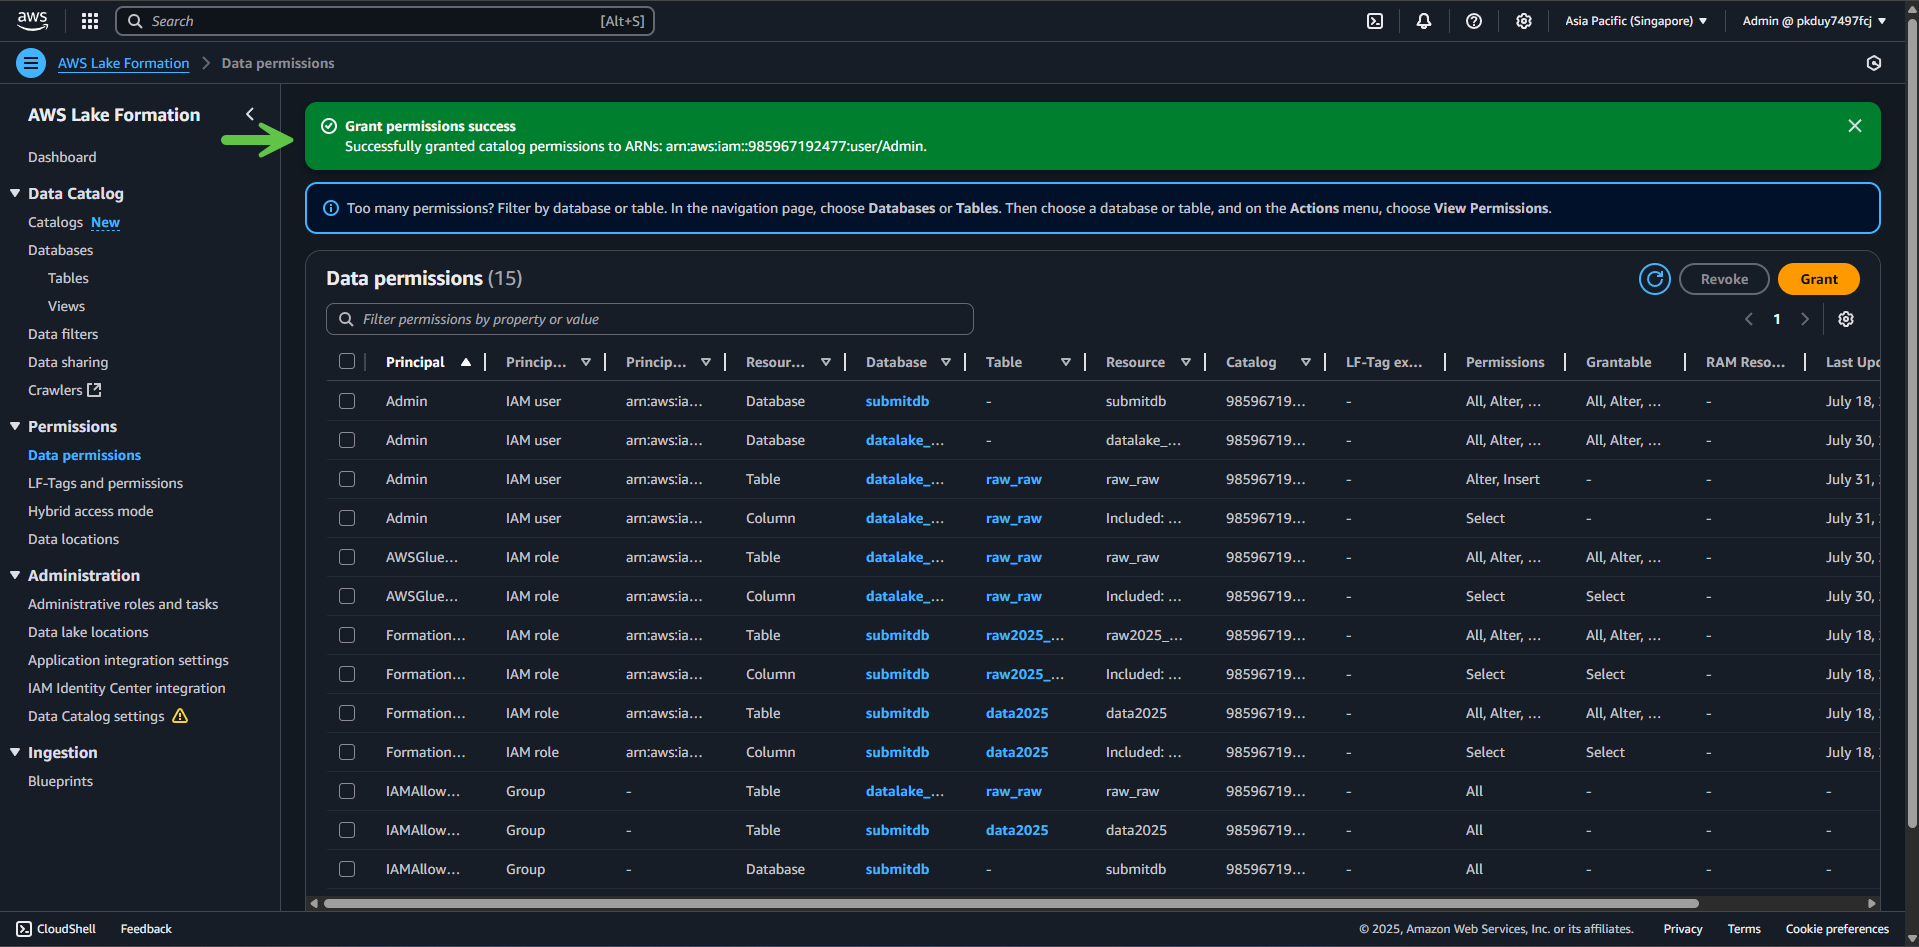 aws
Search [Alt+S]
Asia Pacific (Singapore)
Admin @ pkduy7497fcj
AWS Lake Formation
Data permissions
AWS Lake Formation
Dashboard
Data Catalog
Catalogs New
Databases
Tables
Views
Data filters
Data sharing
Crawlers
Permissions
Data permissions
LF-Tags and permissions
Hybrid access mode
Data locations
Administration
Administrative roles and tasks
Data lake locations
Application integration settings
IAM Identity Center integration
Data Catalog settings
Ingestion
Blueprints
Grant permissions success
Successfully granted catalog permissions to ARNs: arn:aws:iam::985967192477:user/Admin.
Too many permissions? Filter by database or table. In the navigation page, choose Databases or Tables. Then choose a database or table, and on the Actions menu, choose View Permissions.
Data permissions (15)
Revoke
Grant
Filter permissions by property or value
1
Principal Princip... Princip... Resour... Database Table Resource Catalog LF-Tag ex... Permissions Grantable RAM Reso... Last Upd
Admin IAM user arn:aws:ia... Database submitdb - submitdb 98596719... - All, Alter, ... All, Alter, ... - July 18,
Admin IAM user arn:aws:ia... Database datalake_... - datalake_... 98596719... - All, Alter, ... All, Alter, ... - July 30,
Admin IAM user arn:aws:ia... Table datalake_... raw_raw raw_raw 98596719... - Alter, Insert - - July 31,
Admin IAM user arn:aws:ia... Column datalake_... raw_raw Included: ... 98596719... - Select - - July 31,
AWSGlue... IAM role arn:aws:ia... Table datalake_... raw_raw raw_raw 98596719... - All, Alter, ... All, Alter, ... - July 30,
AWSGlue... IAM role arn:aws:ia... Column datalake_... raw_raw Included: ... 98596719... - Select Select - July 30,
Formation... IAM role arn:aws:ia... Table submitdb raw2025_... raw2025_... 98596719... - All, Alter, ... All, Alter, ... - July 18,
Formation... IAM role arn:aws:ia... Column submitdb raw2025_... Included: ... 98596719... - Select Select - July 18,
Formation... IAM role arn:aws:ia... Table submitdb data2025 data2025 98596719... - All, Alter, ... All, Alter, ... - July 18,
Formation... IAM role arn:aws:ia... Column submitdb data2025 Included: ... 98596719... - Select Select - July 18,
IAMAllow... Group - Table datalake_... raw_raw raw_raw 98596719... - All - - -
IAMAllow... Group - Table submitdb data2025 data2025 98596719... - All - - -
IAMAllow... Group - Database submitdb - submitdb 98596719... - All - - -
CloudShell
Feedback
© 2025, Amazon Web Services, Inc. or its affiliates.
Privacy
Terms
Cookie preferences